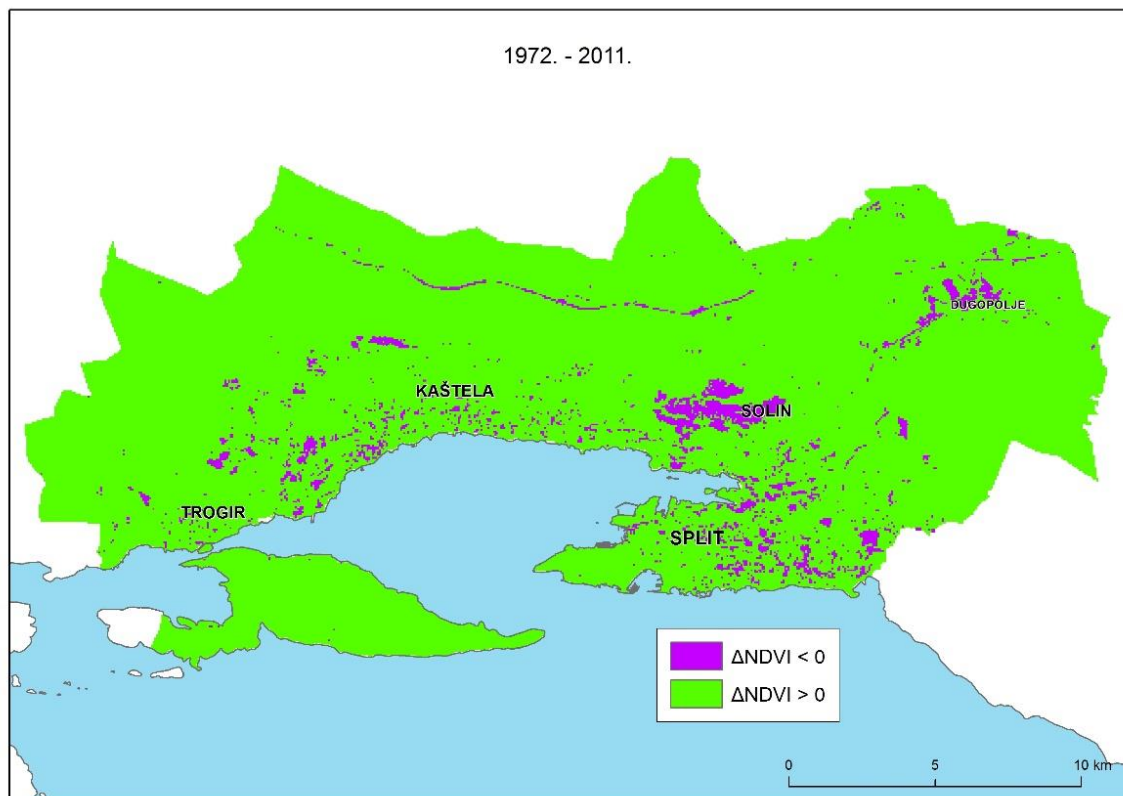 1972. - 2011.
DUGOPOLJE
KAŠTELA
SOLIN
TROGIR
SPLIT
ΔNDVI < 0
ΔNDVI > 0
0 5 10 km